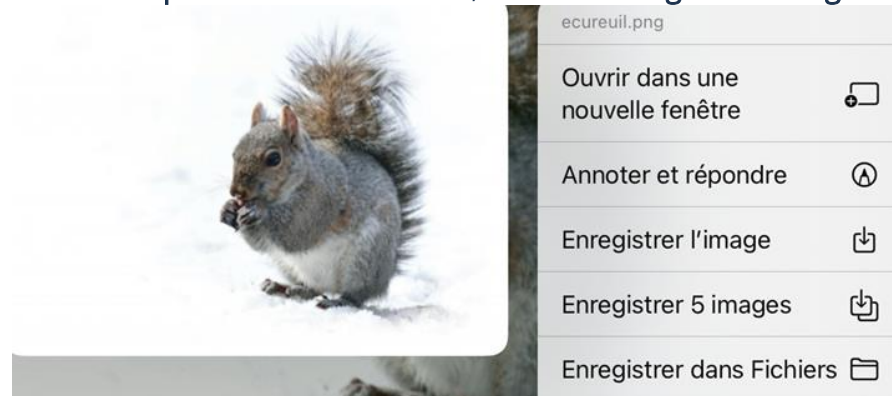 ecureuil.png
Ouvrir dans une
nouvelle fenêtre
Annoter et répondre
Enregistrer l’image
Enregistrer 5 images
Enregistrer dans Fichiers